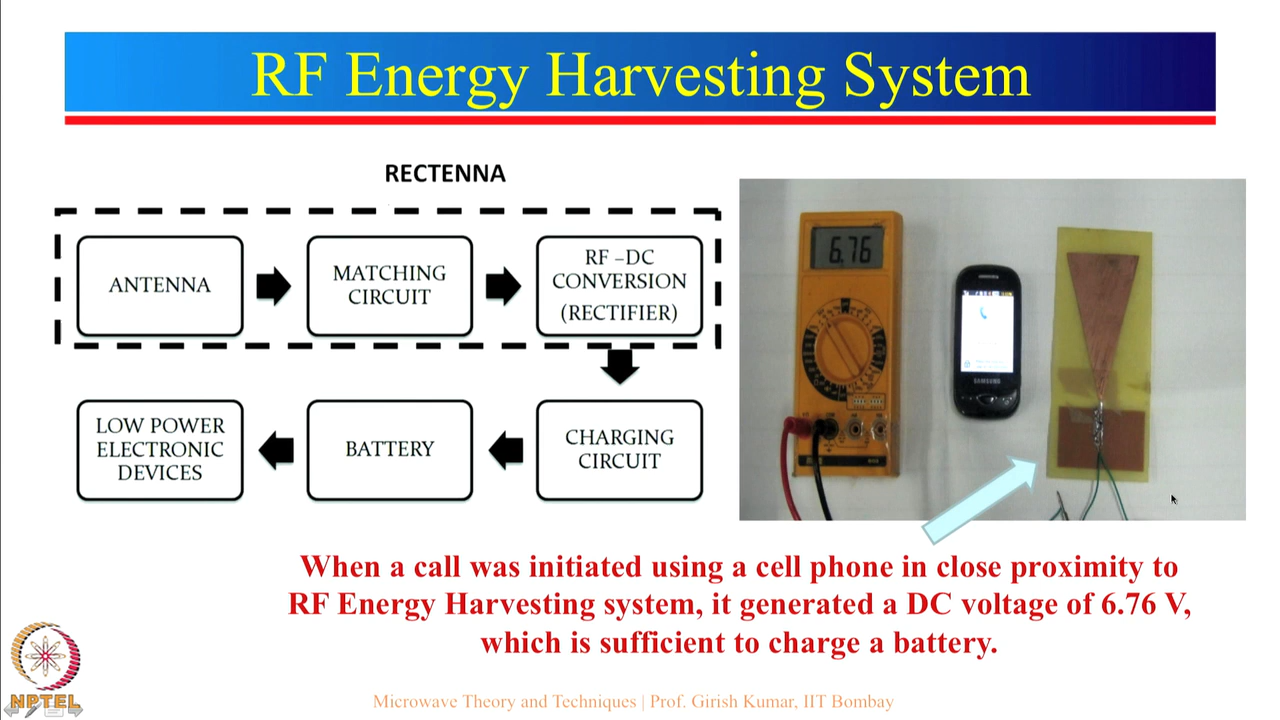 RF Energy Harvesting System
RECTENNA
ANTENNA
MATCHING
CIRCUIT
RF –DC
CONVERSION
(RECTIFIER)
LOW POWER
ELECTRONIC
DEVICES
BATTERY
CHARGING
CIRCUIT
6.76
SAMSUNG
When a call was initiated using a cell phone in close proximity to
RF Energy Harvesting system, it generated a DC voltage of 6.76 V,
which is sufficient to charge a battery.
NPTEL
Microwave Theory and Techniques | Prof. Girish Kumar, IIT Bombay